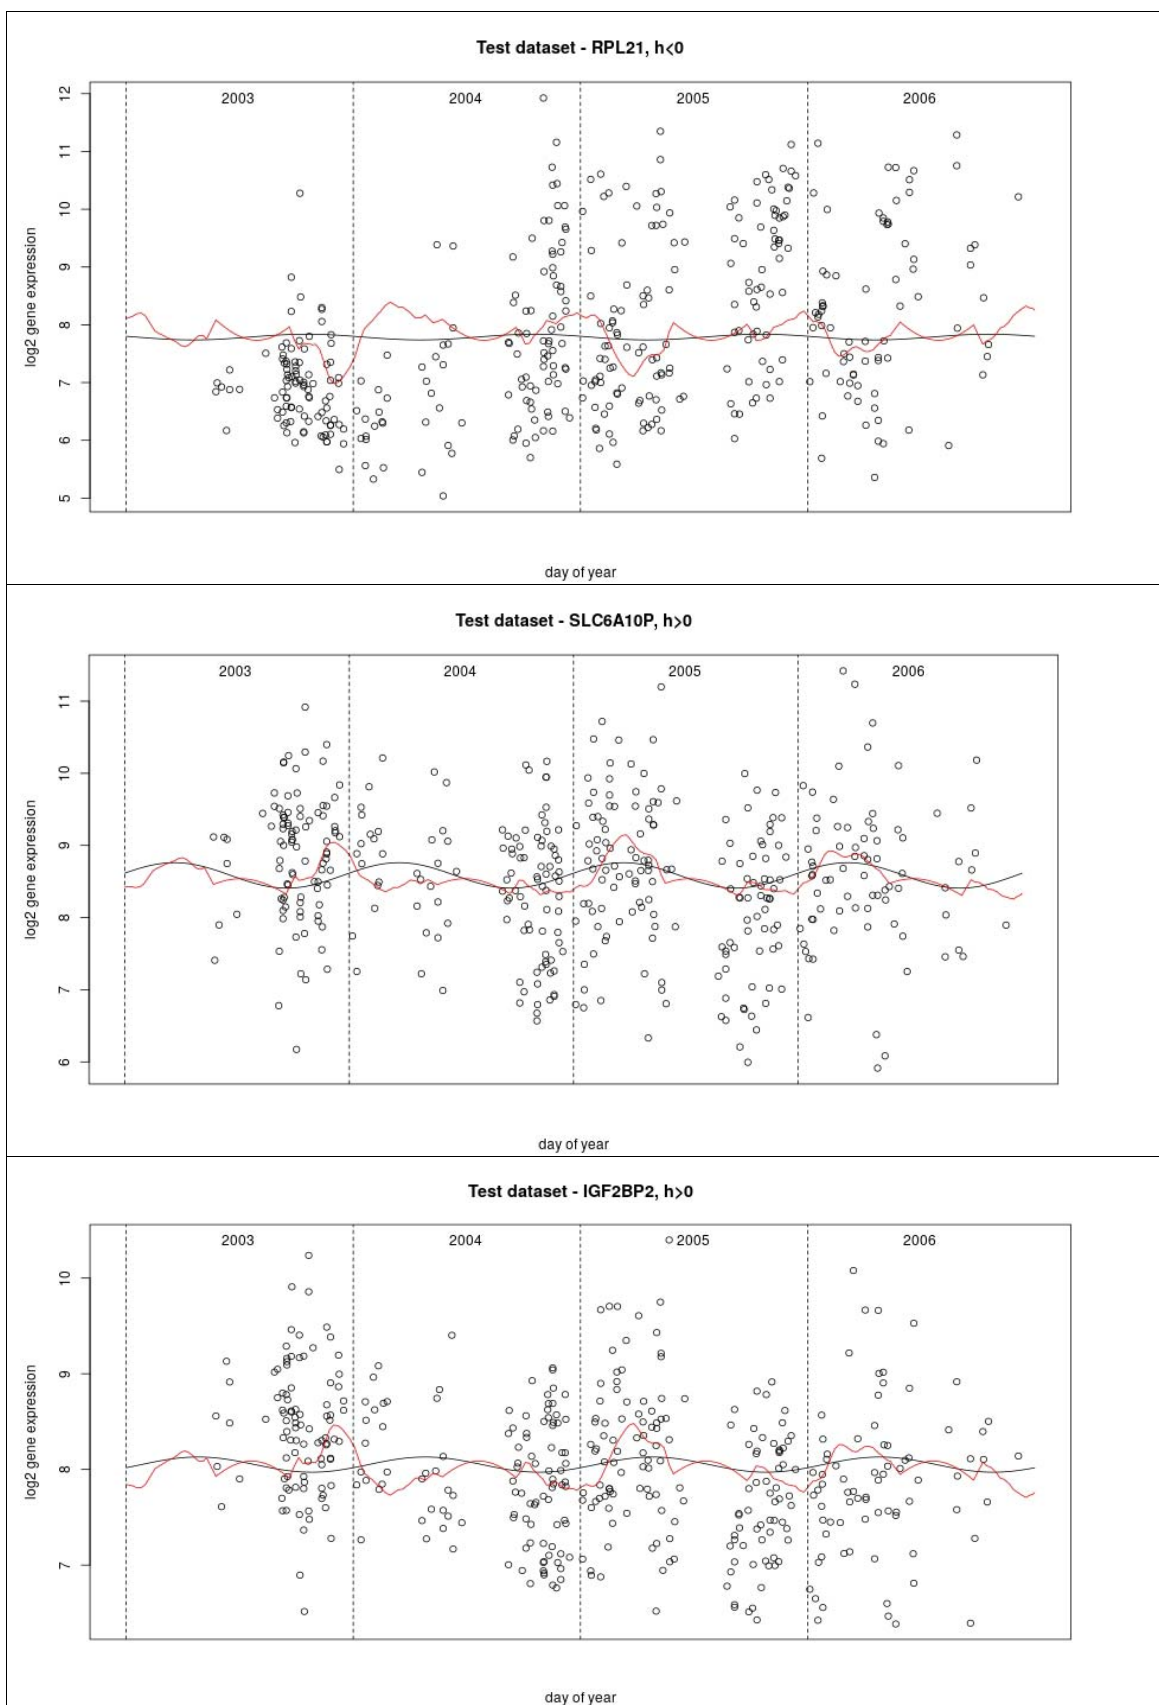 Test dataset - RPL21, h<0
2003 2004 2005 2006
12
11
10
9
8
7
6
5
log2 gene expression
day of year
Test dataset - SLC6A10P, h>0
2003 2004 2005 2006
11
10
9
8
7
6
log2 gene expression
day of year
Test dataset - IGF2BP2, h>0
2003 2004 2005 2006
10
9
8
7
log2 gene expression
day of year